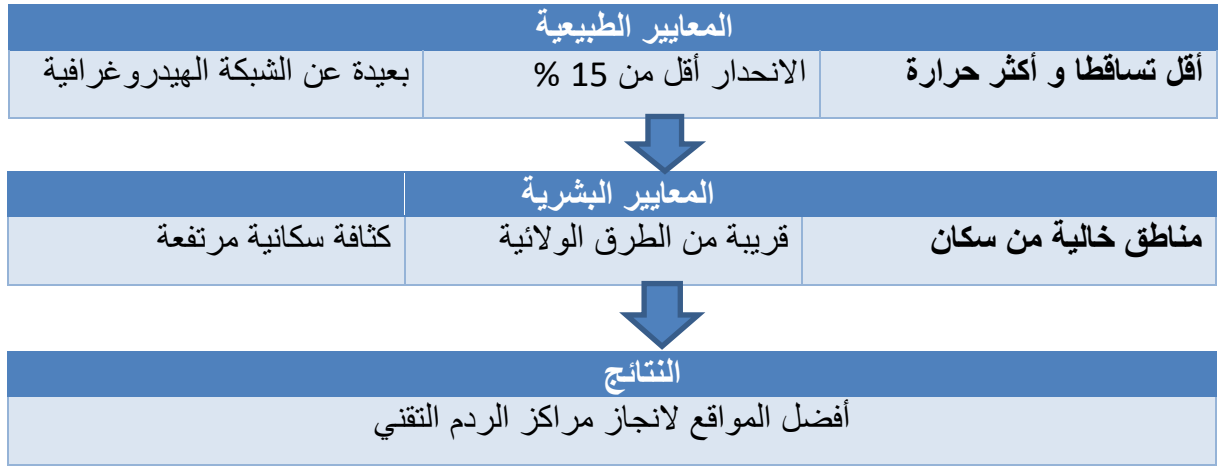 المعايير الطبيعية
أقل تساقطا و أكثر حرارة
الانحدار أقل من 15 %
بعيدة عن الشبكة الهيدروغرافية
المعايير البشرية
مناطق خالية من سكان
قريبة من الطرق الولائية
كثافة سكانية مرتفعة
النتائج
أفضل المواقع لانجاز مراكز الردم التقني